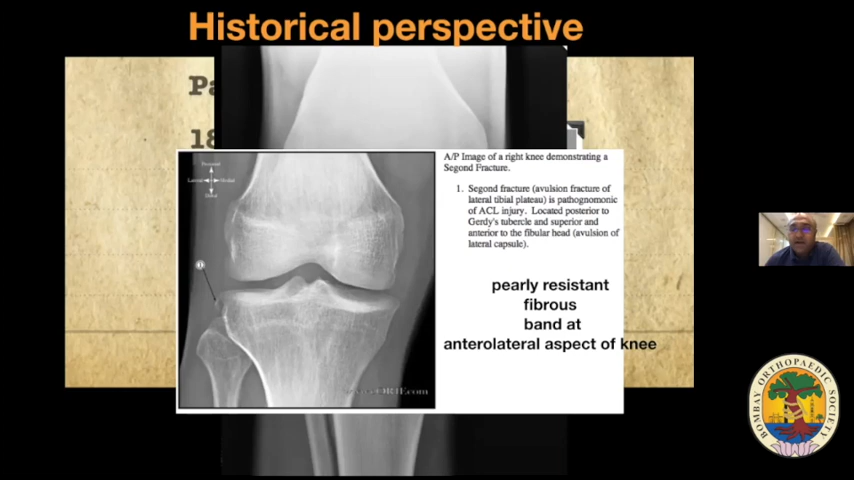 Historical perspective
Pa
18
A/P Image of a right knee demonstrating a
Segond Fracture.
1. Segond fracture (avulsion fracture of
lateral tibial plateau) is pathognomonic
of ACL injury. Located posterior to
Gerdy's tubercle and superior and
anterior to the fibular head (avulsion of
lateral capsule).
Proximal
Lateral
Medial
Distal
1
pearly resistant
fibrous
band at
anterolateral aspect of knee
BOMBAY ORTHOPAEDIC SOCIETY